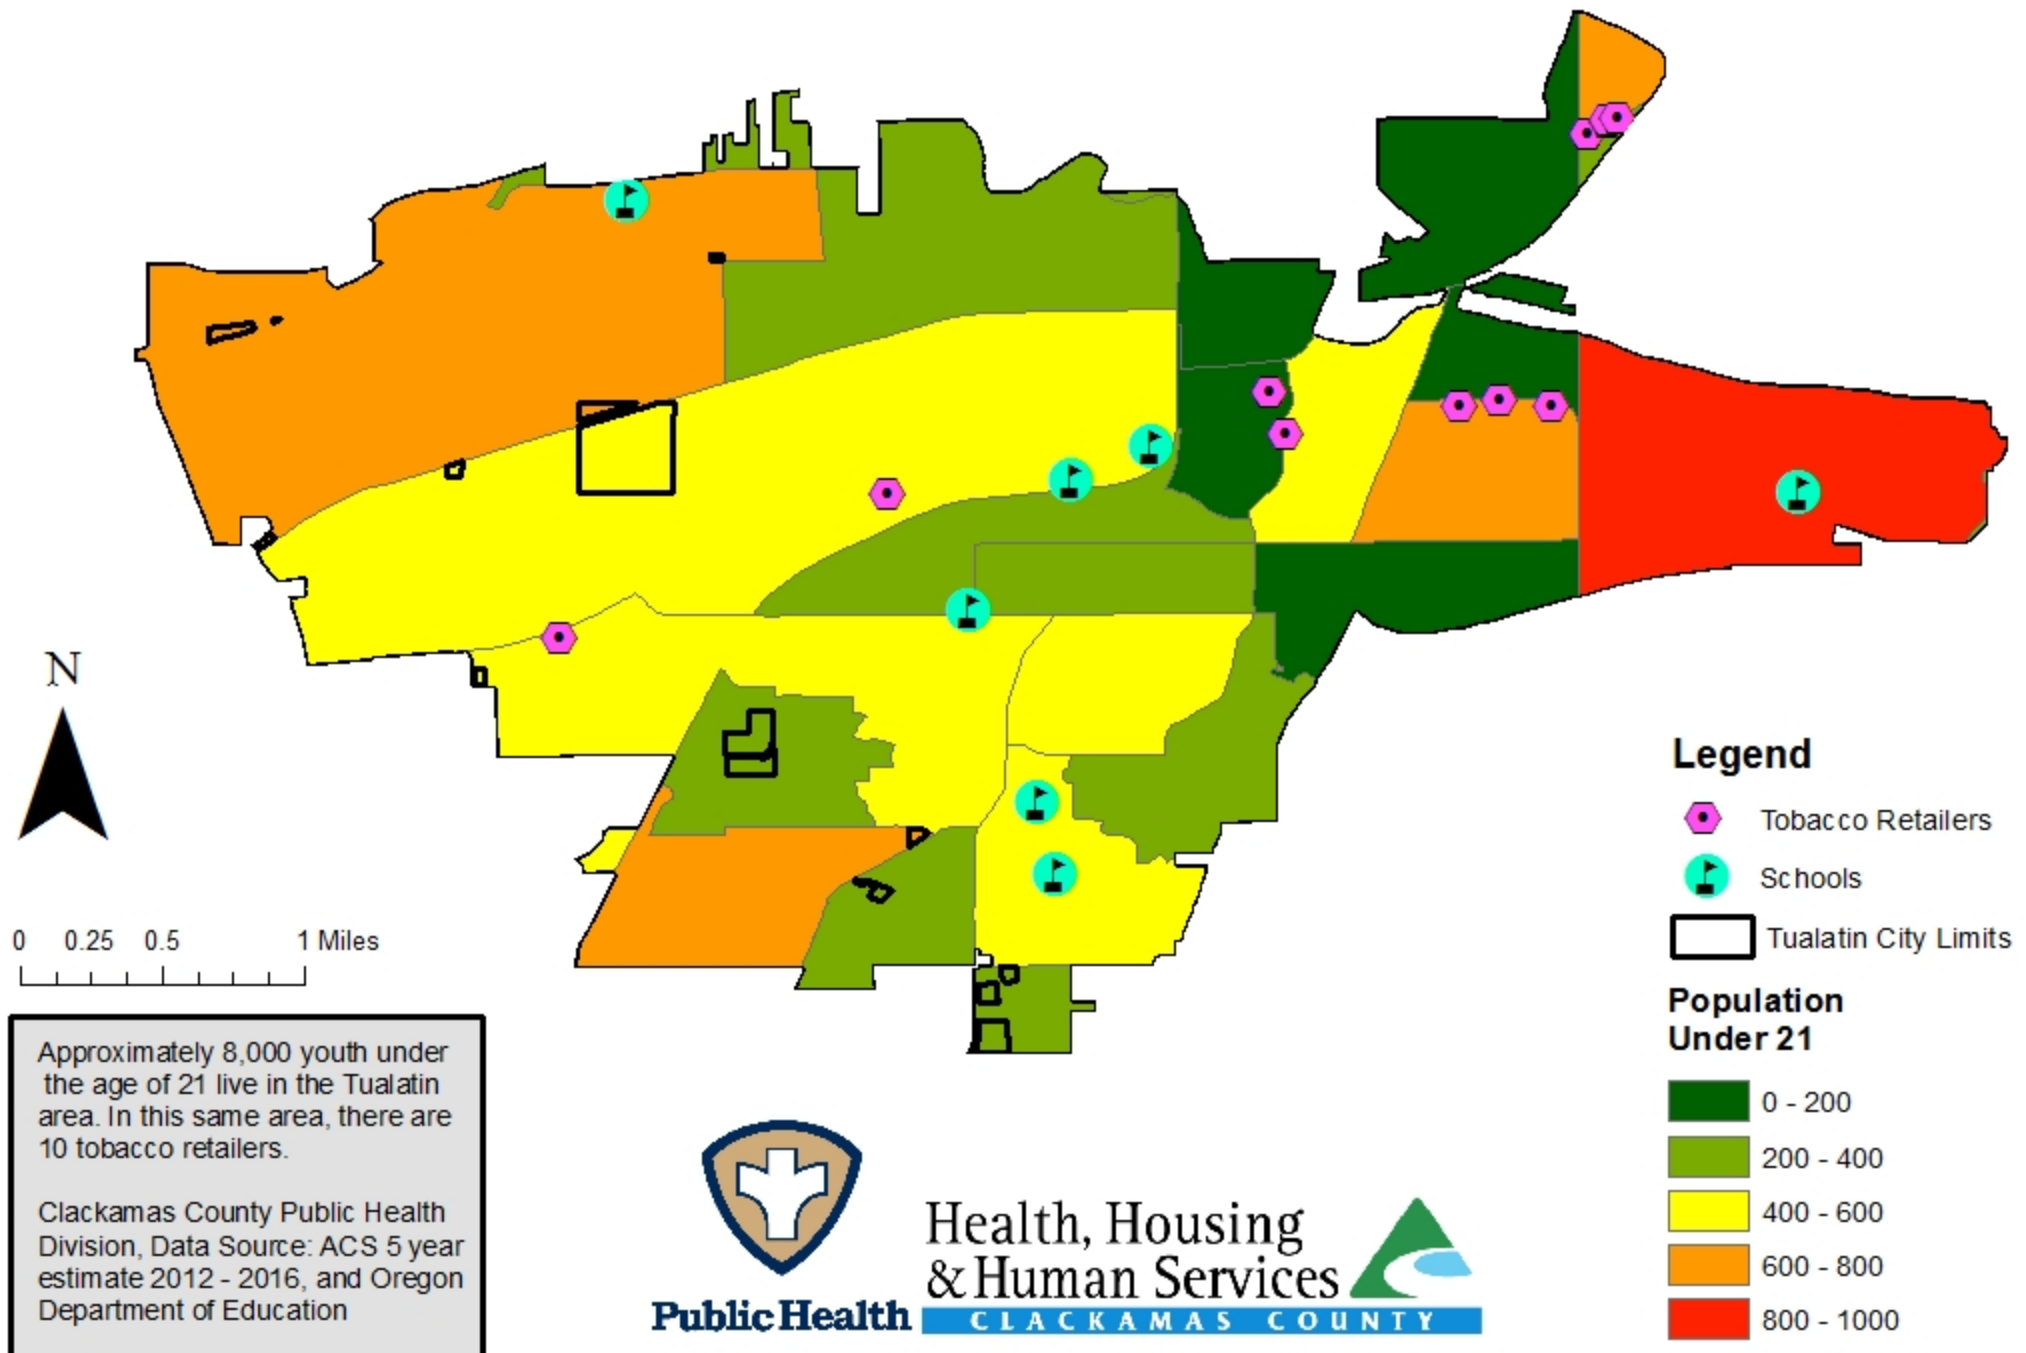 N
0 0.25 0.5 1 Miles
Approximately 8,000 youth under
the age of 21 live in the Tualatin
area. In this same area, there are
10 tobacco retailers.
Clackamas County Public Health
Division, Data Source: ACS 5 year
estimate 2012 - 2016, and Oregon
Department of Education
Public Health
Health, Housing
& Human Services
CLACKAMAS COUNTY
Legend
Tobacco Retailers
Schools
Tualatin City Limits
Population
Under 21
0 - 200
200 - 400
400 - 600
600 - 800
800 - 1000